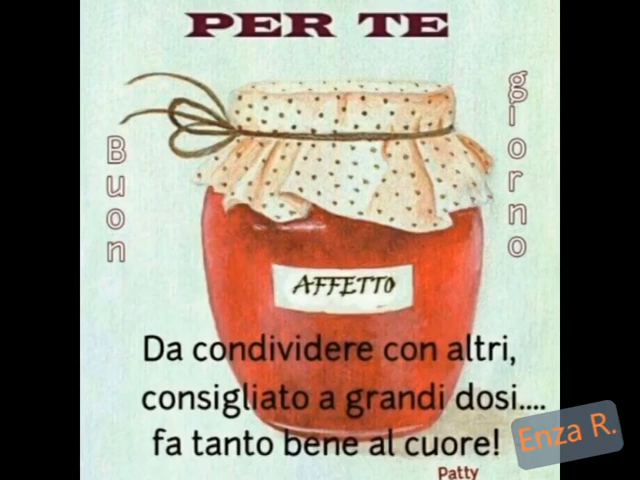 PER TE
Buon
giorno
AFFETTO
Da condividere con altri,
consigliato a grandi dosi....
fa tanto bene al cuore!
Enza R.
Patty